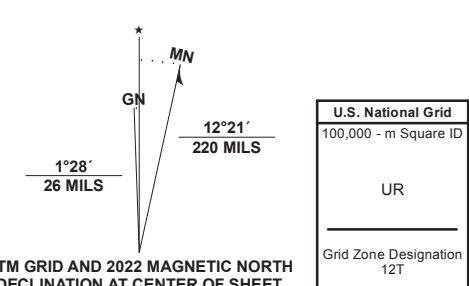 ★
MN
GN
12°21´
220 MILS
1°28´
26 MILS
TM GRID AND 2022 MAGNETIC NORTH
DECLINATION AT CENTER OF SHEET
U.S. National Grid
100,000 - m Square ID
UR
Grid Zone Designation
12T